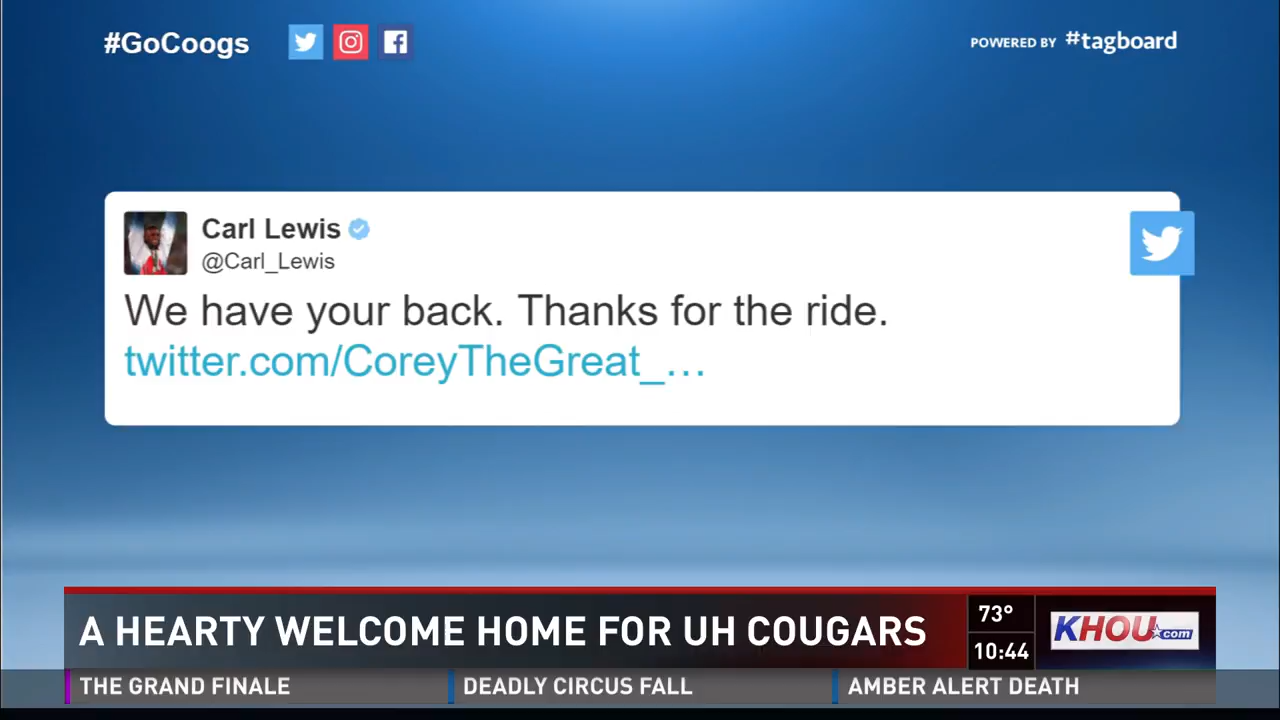 #GoCoogs
POWERED BY #tagboard
Carl Lewis
@Carl_Lewis
We have your back. Thanks for the ride.
twitter.com/CoreyTheGreat_…
A HEARTY WELCOME HOME FOR UH COUGARS
73°
10:44
KHOU.com
THE GRAND FINALE
DEADLY CIRCUS FALL
AMBER ALERT DEATH